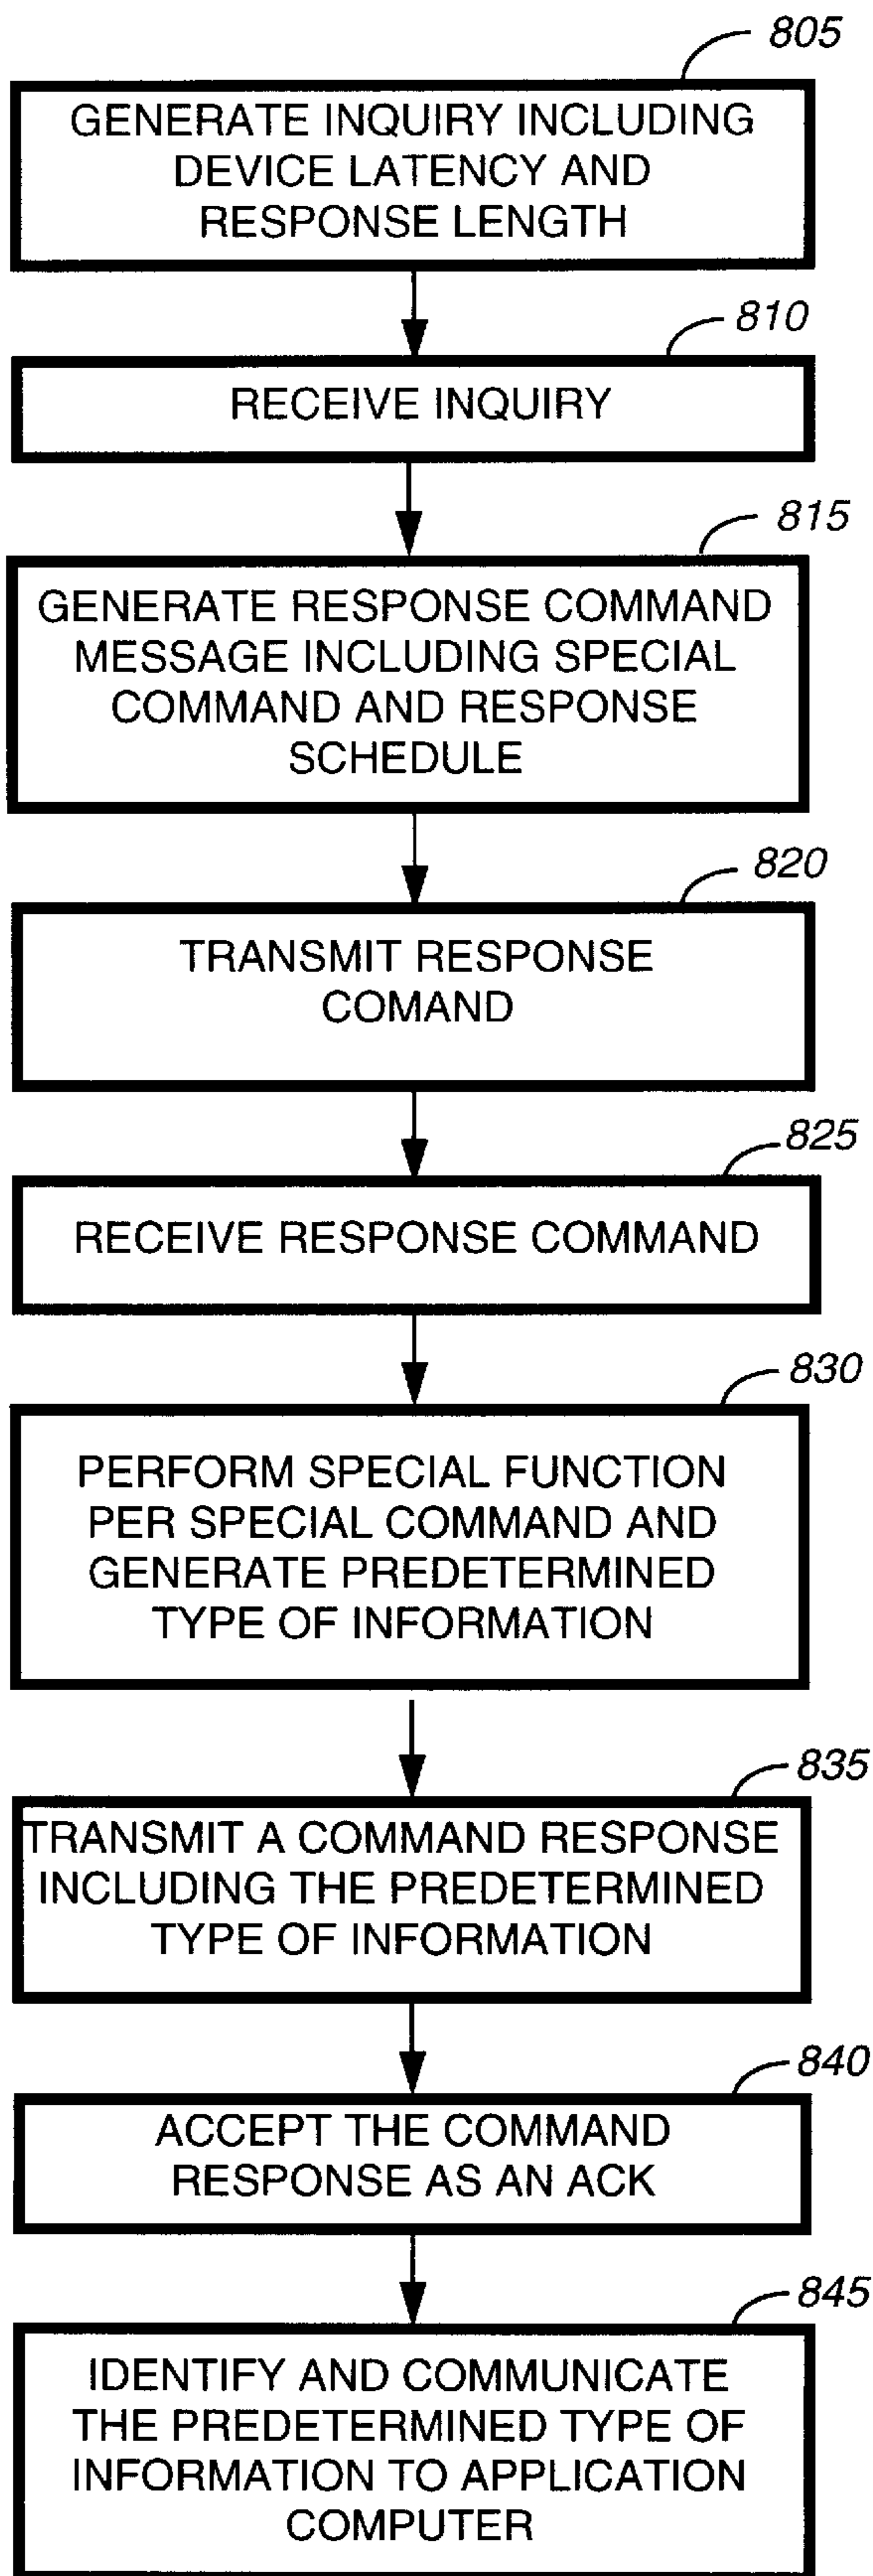 805
GENERATE INQUIRY INCLUDING
DEVICE LATENCY AND
RESPONSE LENGTH
810
RECEIVE INQUIRY
815
GENERATE RESPONSE COMMAND
MESSAGE INCLUDING SPECIAL
COMMAND AND RESPONSE
SCHEDULE
820
TRANSMIT RESPONSE
COMAND
825
RECEIVE RESPONSE COMMAND
830
PERFORM SPECIAL FUNCTION
PER SPECIAL COMMAND AND
GENERATE PREDETERMINED
TYPE OF INFORMATION
835
TRANSMIT A COMMAND RESPONSE
INCLUDING THE PREDETERMINED
TYPE OF INFORMATION
840
ACCEPT THE COMMAND
RESPONSE AS AN ACK
845
IDENTIFY AND COMMUNICATE
THE PREDETERMINED TYPE OF
INFORMATION TO APPLICATION
COMPUTER